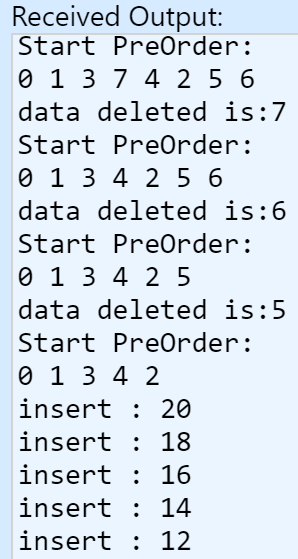 Received Output:
Start PreOrder:
0 1 3 7 4 2 5 6
data deleted is:7
Start PreOrder:
0 1 3 4 2 5 6
data deleted is:6
Start PreOrder:
0 1 3 4 2 5
data deleted is:5
Start PreOrder:
0 1 3 4 2
insert : 20
insert : 18
insert : 16
insert : 14
insert : 12